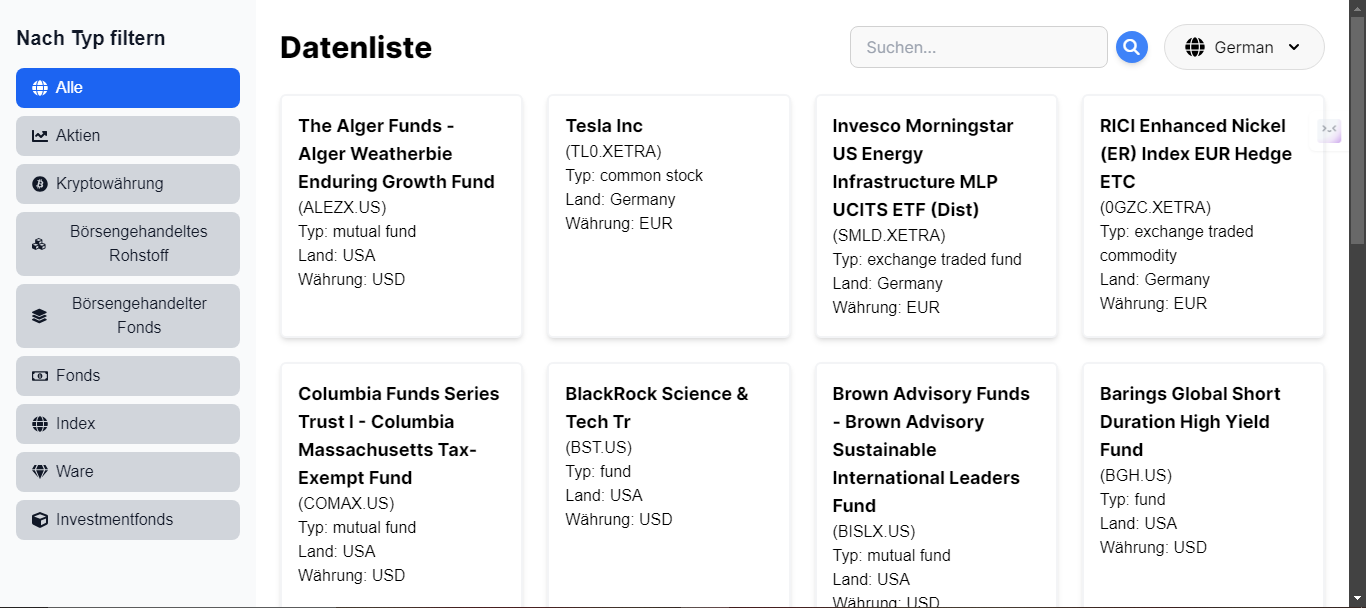 Nach Typ filtern
Alle
Aktien
Kryptowährung
Börsengehandeltes
Rohstoff
Börsengehandelter
Fonds
Fonds
Index
Ware
Investmentfonds
Datenliste
Suchen...
German
The Alger Funds -
Alger Weatherbie
Enduring Growth Fund
(ALEZX.US)
Typ: mutual fund
Land: USA
Währung: USD
Tesla Inc
(TL0.XETRA)
Typ: common stock
Land: Germany
Währung: EUR
Invesco Morningstar
US Energy
Infrastructure MLP
UCITS ETF (Dist)
(SMLD.XETRA)
Typ: exchange traded fund
Land: Germany
Währung: EUR
RICI Enhanced Nickel
(ER) Index EUR Hedge
ETC
(0GZC.XETRA)
Typ: exchange traded
commodity
Land: Germany
Währung: EUR
Columbia Funds Series
Trust I - Columbia
Massachusetts Tax-
Exempt Fund
(COMAX.US)
Typ: mutual fund
Land: USA
Währung: USD
BlackRock Science &
Tech Tr
(BST.US)
Typ: fund
Land: USA
Währung: USD
Brown Advisory Funds
- Brown Advisory
Sustainable
International Leaders
Fund
(BISLX.US)
Typ: mutual fund
Land: USA
Währung: USD
Barings Global Short
Duration High Yield
Fund
(BGH.US)
Typ: fund
Land: USA
Währung: USD